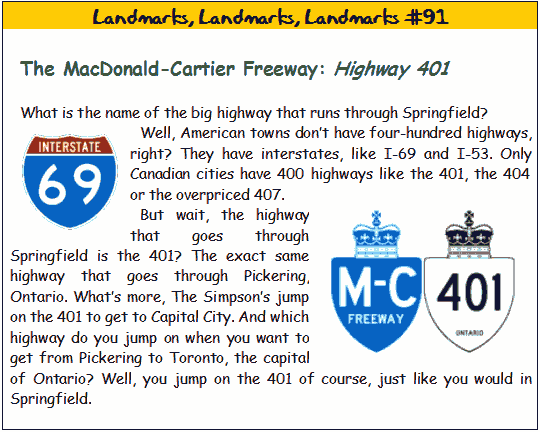 Landmarks, Landmarks, Landmarks #91
The MacDonald-Cartier Freeway: Highway 401
What is the name of the big highway that runs through Springfield?
Well, American towns don't have four-hundred highways,
right? They have interstates, like I-69 and I-53. Only
Canadian cities have 400 highways like the 401, the 404
or the overpriced 407.
INTERSTATE
69
But wait, the highway
that goes through
Springfield is the 401? The exact same
highway that goes through Pickering,
Ontario. What's more, The Simpson's jump
on the 401 to get to Capital City. And which
highway do you jump on when you want to
get from Pickering to Toronto, the capital
of Ontario? Well, you jump on the 401 of course, just like you would in
Springfield.
M-C
FREEWAY
401
ONTARIO